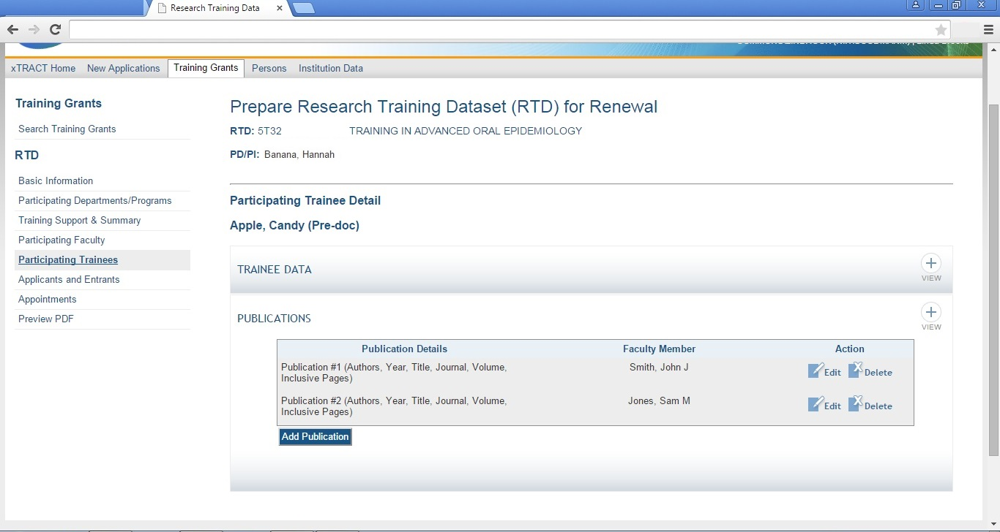 Research Training Data
xTRACT Home New Applications Training Grants Persons Institution Data
Training Grants
Search Training Grants
RTD
Basic Information
Participating Departments/Programs
Training Support & Summary
Participating Faculty
Participating Trainees
Applicants and Entrants
Appointments
Preview PDF
Prepare Research Training Dataset (RTD) for Renewal
RTD: 5T32 TRAINING IN ADVANCED ORAL EPIDEMIOLOGY
PD/PI: Banana, Hannah
Participating Trainee Detail
Apple, Candy (Pre-doc)
TRAINEE DATA
VIEW
PUBLICATIONS
VIEW
Publication Details Faculty Member Action
Publication #1 (Authors, Year, Title, Journal, Volume, Smith, John J Edit Delete
Inclusive Pages)
Publication #2 (Authors, Year, Title, Journal, Volume, Jones, Sam M Edit Delete
Inclusive Pages)
Add Publication